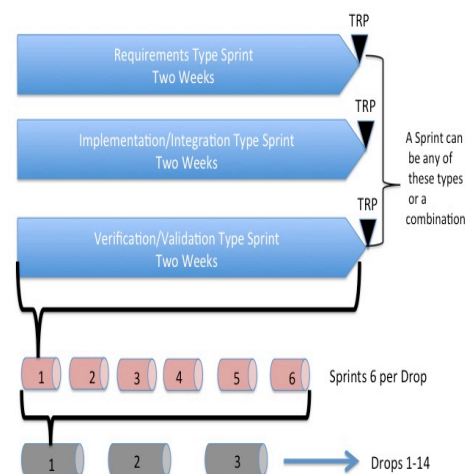 TRP
Requirements Type Sprint
Two Weeks
TRP
Implementation/Integration Type Sprint
Two Weeks
A Sprint can
be any of
these types
or a
combination
TRP
Verification/Validation Type Sprint
Two Weeks
1 2 3 4 5 6 Sprints 6 per Drop
1 2 3 Drops 1-14